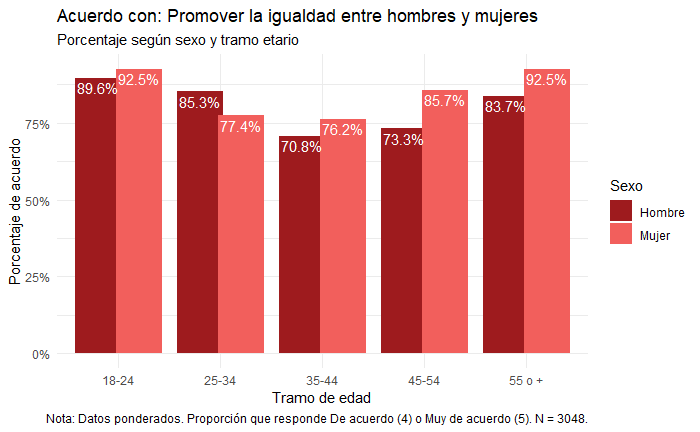 Acuerdo con: Promover la igualdad entre hombres y mujeres
Porcentaje según sexo y tramo etario
Porcentaje de acuerdo
75%
50%
25%
0%
89.6%
92.5%
85.3%
77.4%
70.8%
76.2%
73.3%
85.7%
83.7%
92.5%
18-24
25-34
35-44
45-54
55 o +
Tramo de edad
Sexo
Hombre
Mujer
Nota: Datos ponderados. Proporción que responde De acuerdo (4) o Muy de acuerdo (5). N = 3048.